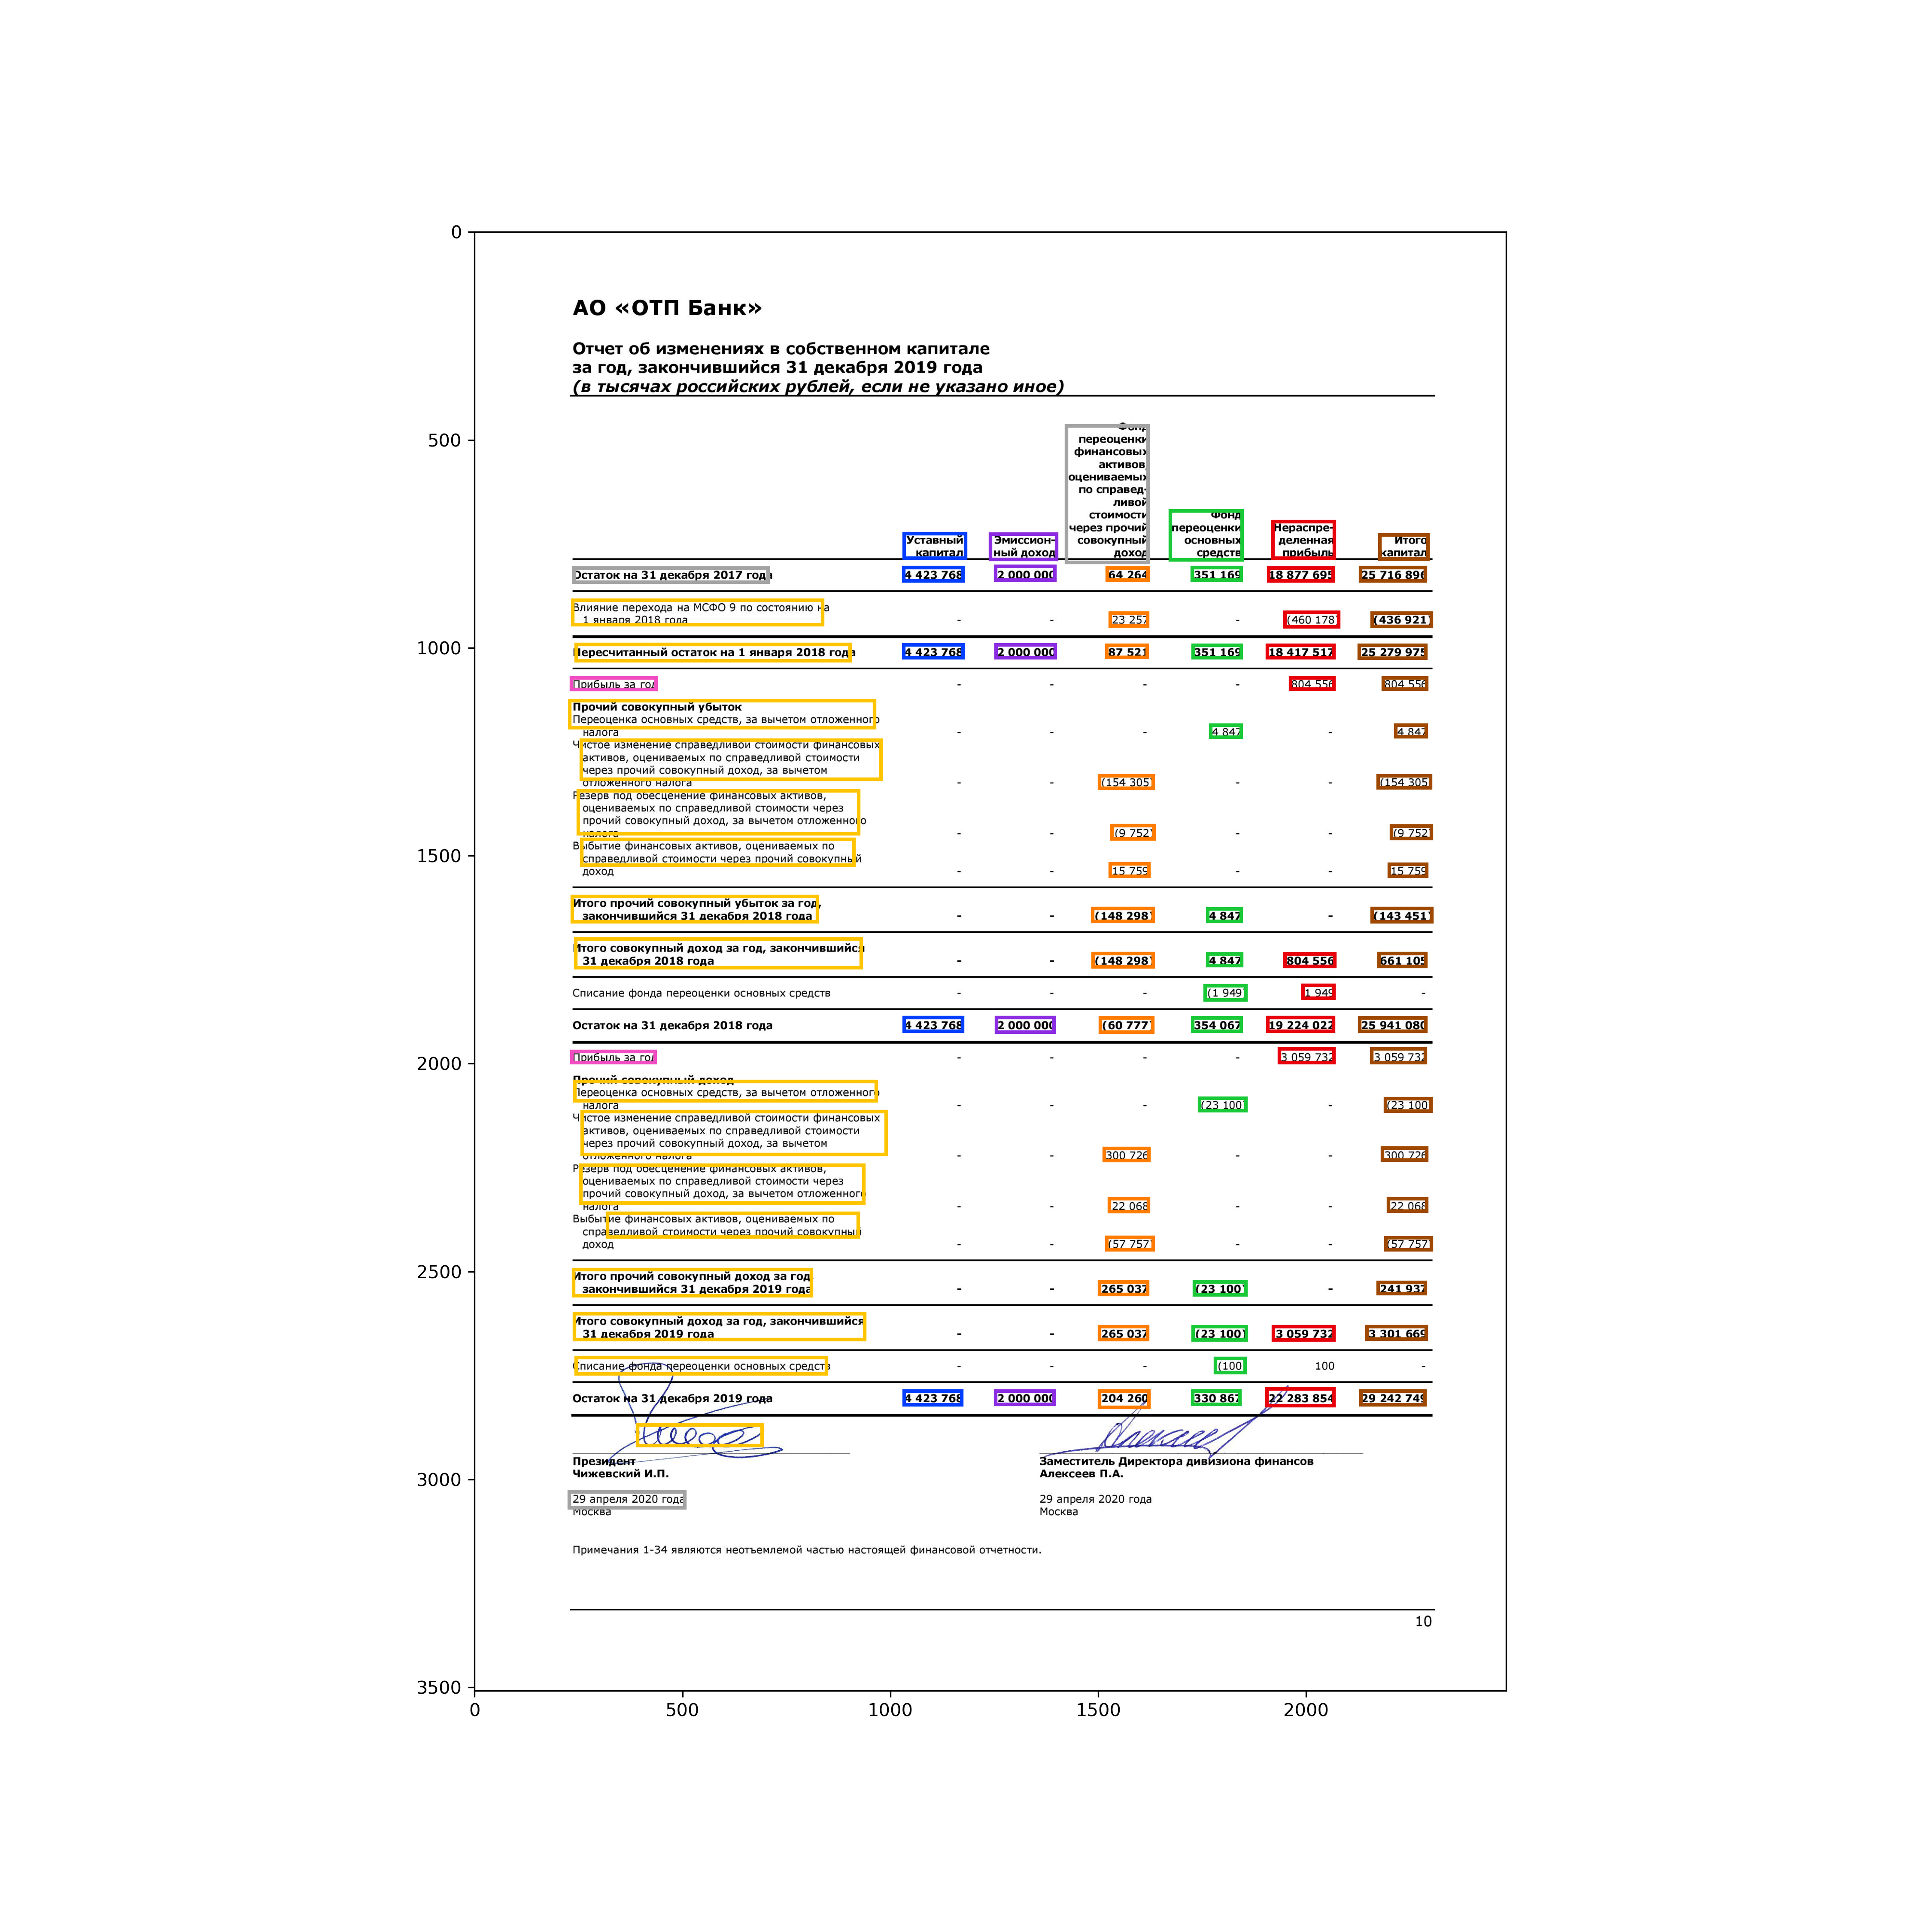 АО «ОТП Банк»
Отчет об изменениях в собственном капитале
за год, закончившийся 31 декабря 2019 года
(в тысячах российских рублей, если не указано иное)
Уставный капитал
Эмиссион-ный доход
Фонд переоценки финансовых активов, оцениваемых по справед-ливой стоимости через прочий совокупный доход
Фонд переоценки основных средств
Нераспре-деленная прибыль
Итого капитал
Остаток на 31 декабря 2017 года 4 423 768 2 000 000 64 264 351 169 18 877 695 25 716 896
Влияние перехода на МСФО 9 по состоянию на
1 января 2018 года - - 23 257 - (460 178) (436 921)
Пересчитанный остаток на 1 января 2018 года 4 423 768 2 000 000 87 521 351 169 18 417 517 25 279 975
Прибыль за год - - - - 804 556 804 556
Прочий совокупный убыток
Переоценка основных средств, за вычетом отложенного
налога - - - 4 847 - 4 847
Чистое изменение справедливой стоимости финансовых
активов, оцениваемых по справедливой стоимости
через прочий совокупный доход, за вычетом
отложенного налога - - (154 305) - - (154 305)
Резерв под обесценение финансовых активов,
оцениваемых по справедливой стоимости через
прочий совокупный доход, за вычетом отложенного
налога - - (9 752) - - (9 752)
Выбытие финансовых активов, оцениваемых по
справедливой стоимости через прочий совокупный
доход - - 15 759 - - 15 759
Итого прочий совокупный убыток за год,
закончившийся 31 декабря 2018 года - - (148 298) 4 847 - (143 451)
Итого совокупный доход за год, закончившийся
31 декабря 2018 года - - (148 298) 4 847 804 556 661 105
Списание фонда переоценки основных средств - - - (1 949) 1 949 -
Остаток на 31 декабря 2018 года 4 423 768 2 000 000 (60 777) 354 067 19 224 022 25 941 080
Прибыль за год - - - - 3 059 732 3 059 732
Прочий совокупный доход
Переоценка основных средств, за вычетом отложенного
налога - - - (23 100) - (23 100)
Чистое изменение справедливой стоимости финансовых
активов, оцениваемых по справедливой стоимости
через прочий совокупный доход, за вычетом
отложенного налога - - 300 726 - - 300 726
Резерв под обесценение финансовых активов,
оцениваемых по справедливой стоимости через
прочий совокупный доход, за вычетом отложенного
налога - - 22 068 - - 22 068
Выбытие финансовых активов, оцениваемых по
справедливой стоимости через прочий совокупный
доход - - (57 757) - - (57 757)
Итого прочий совокупный доход за год,
закончившийся 31 декабря 2019 года - - 265 037 (23 100) - 241 937
Итого совокупный доход за год, закончившийся
31 декабря 2019 года - - 265 037 (23 100) 3 059 732 3 301 669
Списание фонда переоценки основных средств - - - (100) 100 -
Остаток на 31 декабря 2019 года 4 423 768 2 000 000 204 260 330 867 22 283 854 29 242 749
Президент
Чижевский И.П.
29 апреля 2020 года
Москва
Заместитель Директора дивизиона финансов
Алексеев П.А.
29 апреля 2020 года
Москва
Примечания 1-34 являются неотъемлемой частью настоящей финансовой отчетности.
10
0
500
1000
1500
2000
2500
3000
3500
0 500 1000 1500 2000